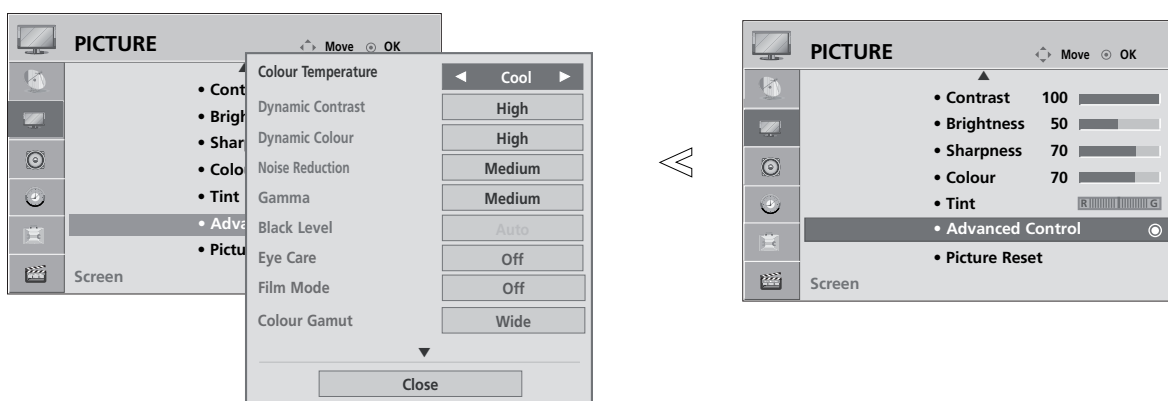 PICTURE
Move OK
• Cont
• Brigh
• Shar
• Colo
• Tint
• Adva
• Pictu
Screen
Colour Temperature ◄ Cool ►
Dynamic Contrast High
Dynamic Colour High
Noise Reduction Medium
Gamma Medium
Black Level Auto
Eye Care Off
Film Mode Off
Colour Gamut Wide
Close
PICTURE
Move OK
• Contrast 100
• Brightness 50
• Sharpness 70
• Colour 70
• Tint R G
• Advanced Control
• Picture Reset
Screen